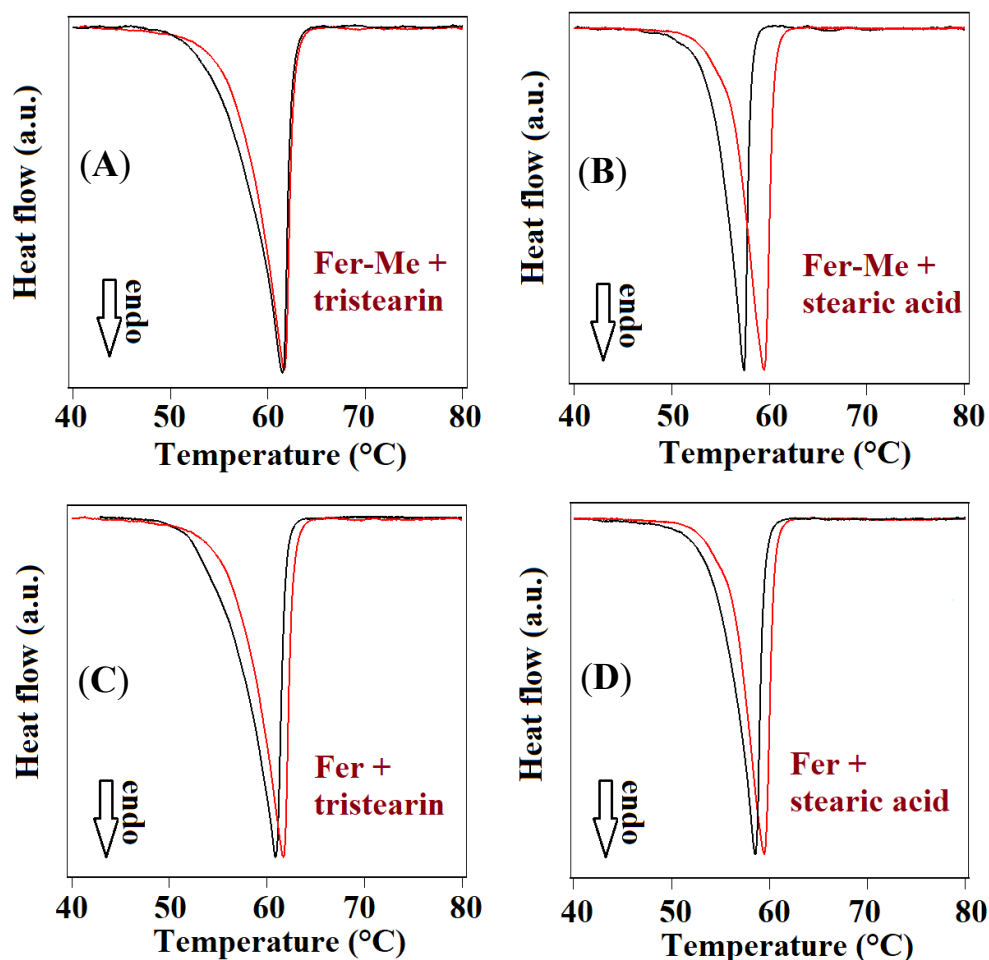 Heat flow (a.u.)
(A)
endo
Fer-Me +
tristearin
40 50 60 70 80
Temperature (°C)
Heat flow (a.u.)
(B)
endo
Fer-Me +
stearic acid
40 50 60 70 80
Temperature (°C)
Heat flow (a.u.)
(C)
endo
Fer +
tristearin
40 50 60 70 80
Temperature (°C)
Heat flow (a.u.)
(D)
endo
Fer +
stearic acid
40 50 60 70 80
Temperature (°C)